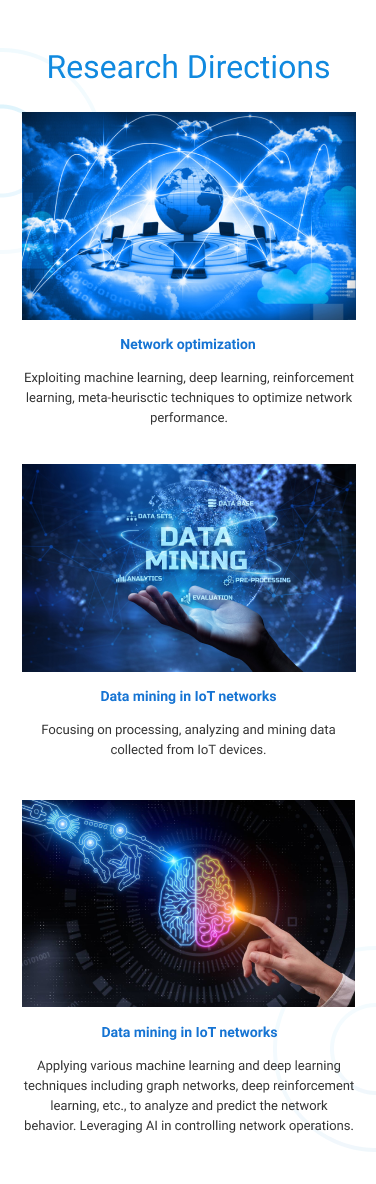 Research Directions
Network optimization
Exploiting machine learning, deep learning, reinforcement
learning, meta-heurisctic techniques to optimize network
performance.
DATA BASE
DATA SETS
DATA
MINING
ANALYTICS
PRE-PROCESSING
EVALUATION
Data mining in IoT networks
Focusing on processing, analyzing and mining data
collected from IoT devices.
Data mining in IoT networks
Applying various machine learning and deep learning
techniques including graph networks, deep reinforcement
learning, etc., to analyze and predict the network
behavior. Leveraging AI in controlling network operations.